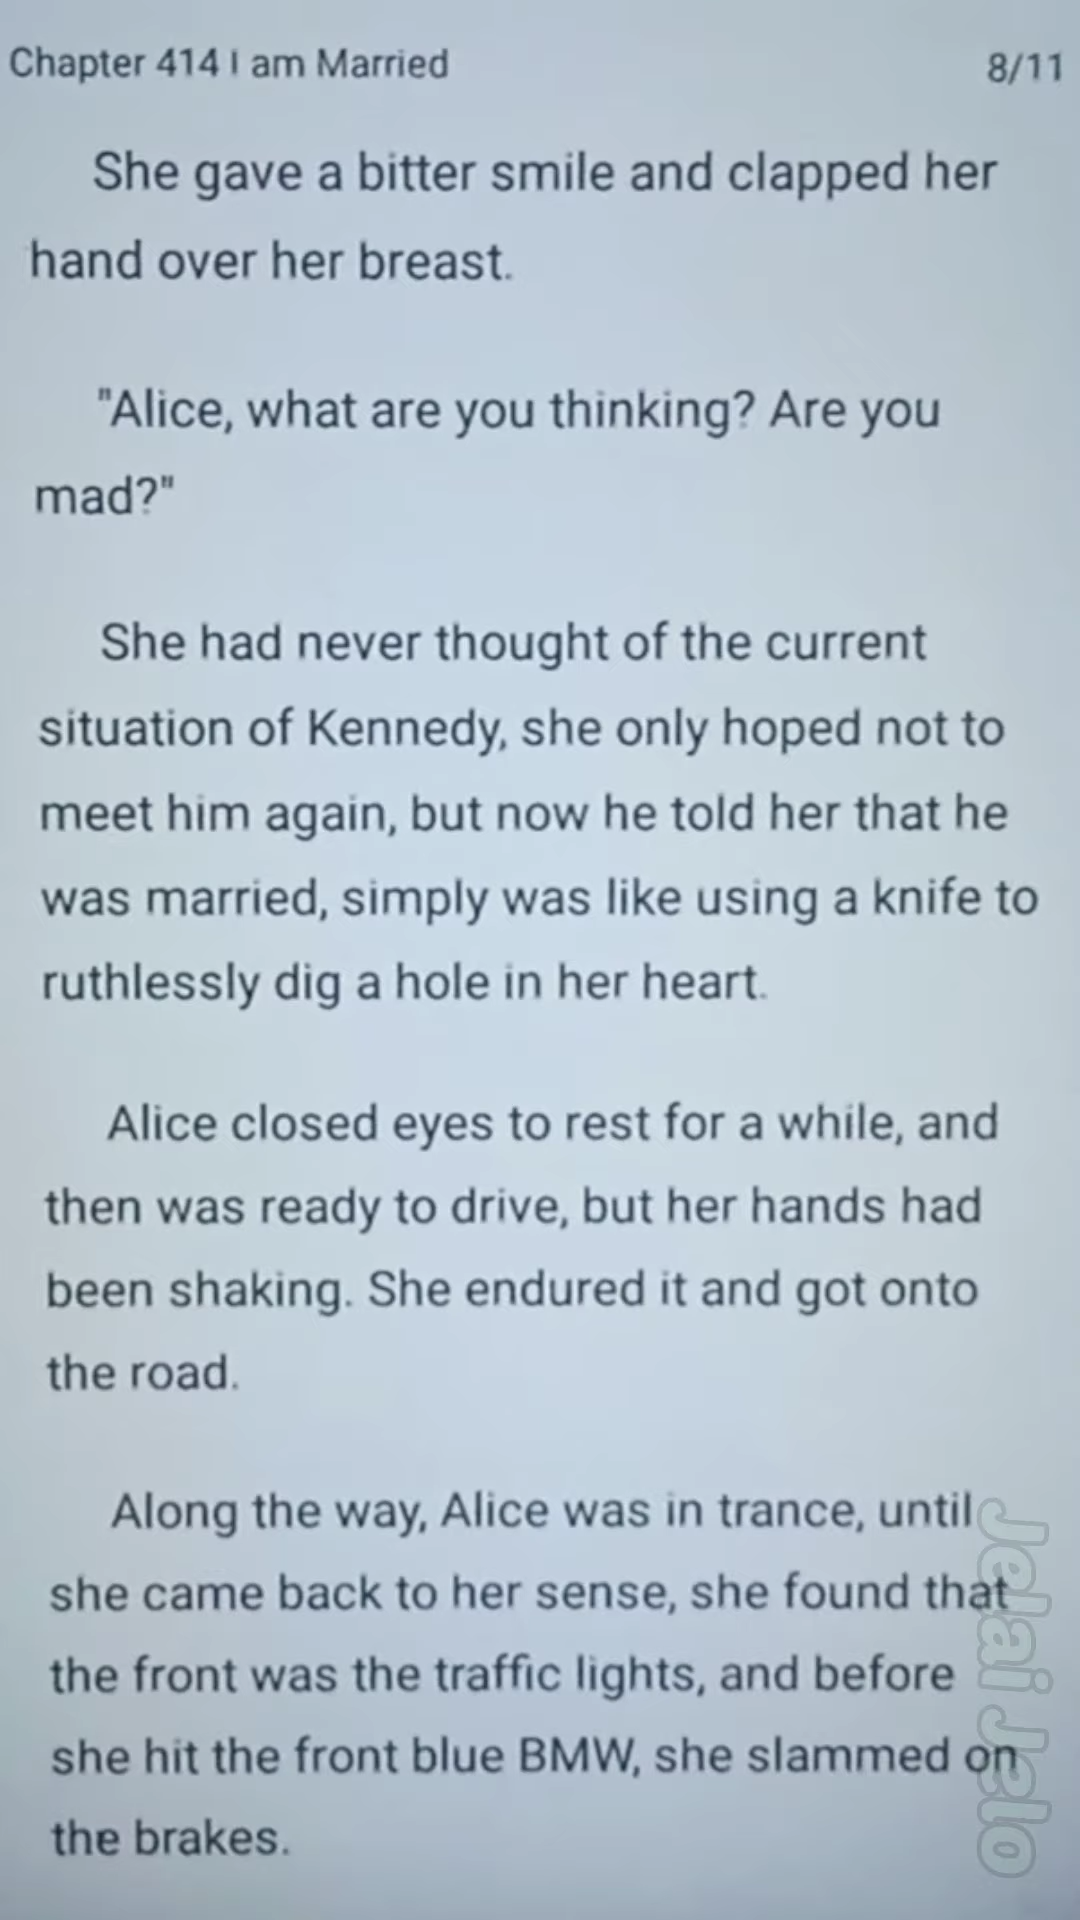 Chapter 414 I am Married
8/11
She gave a bitter smile and clapped her
hand over her breast.
"Alice, what are you thinking? Are you
mad?"
She had never thought of the current
situation of Kennedy, she only hoped not to
meet him again, but now he told her that he
was married, simply was like using a knife to
ruthlessly dig a hole in her heart.
Alice closed eyes to rest for a while, and
then was ready to drive, but her hands had
been shaking. She endured it and got onto
the road.
Along the way, Alice was in trance, until
she came back to her sense, she found that
the front was the traffic lights, and before
she hit the front blue BMW, she slammed on
the brakes.
Jelai Jelo